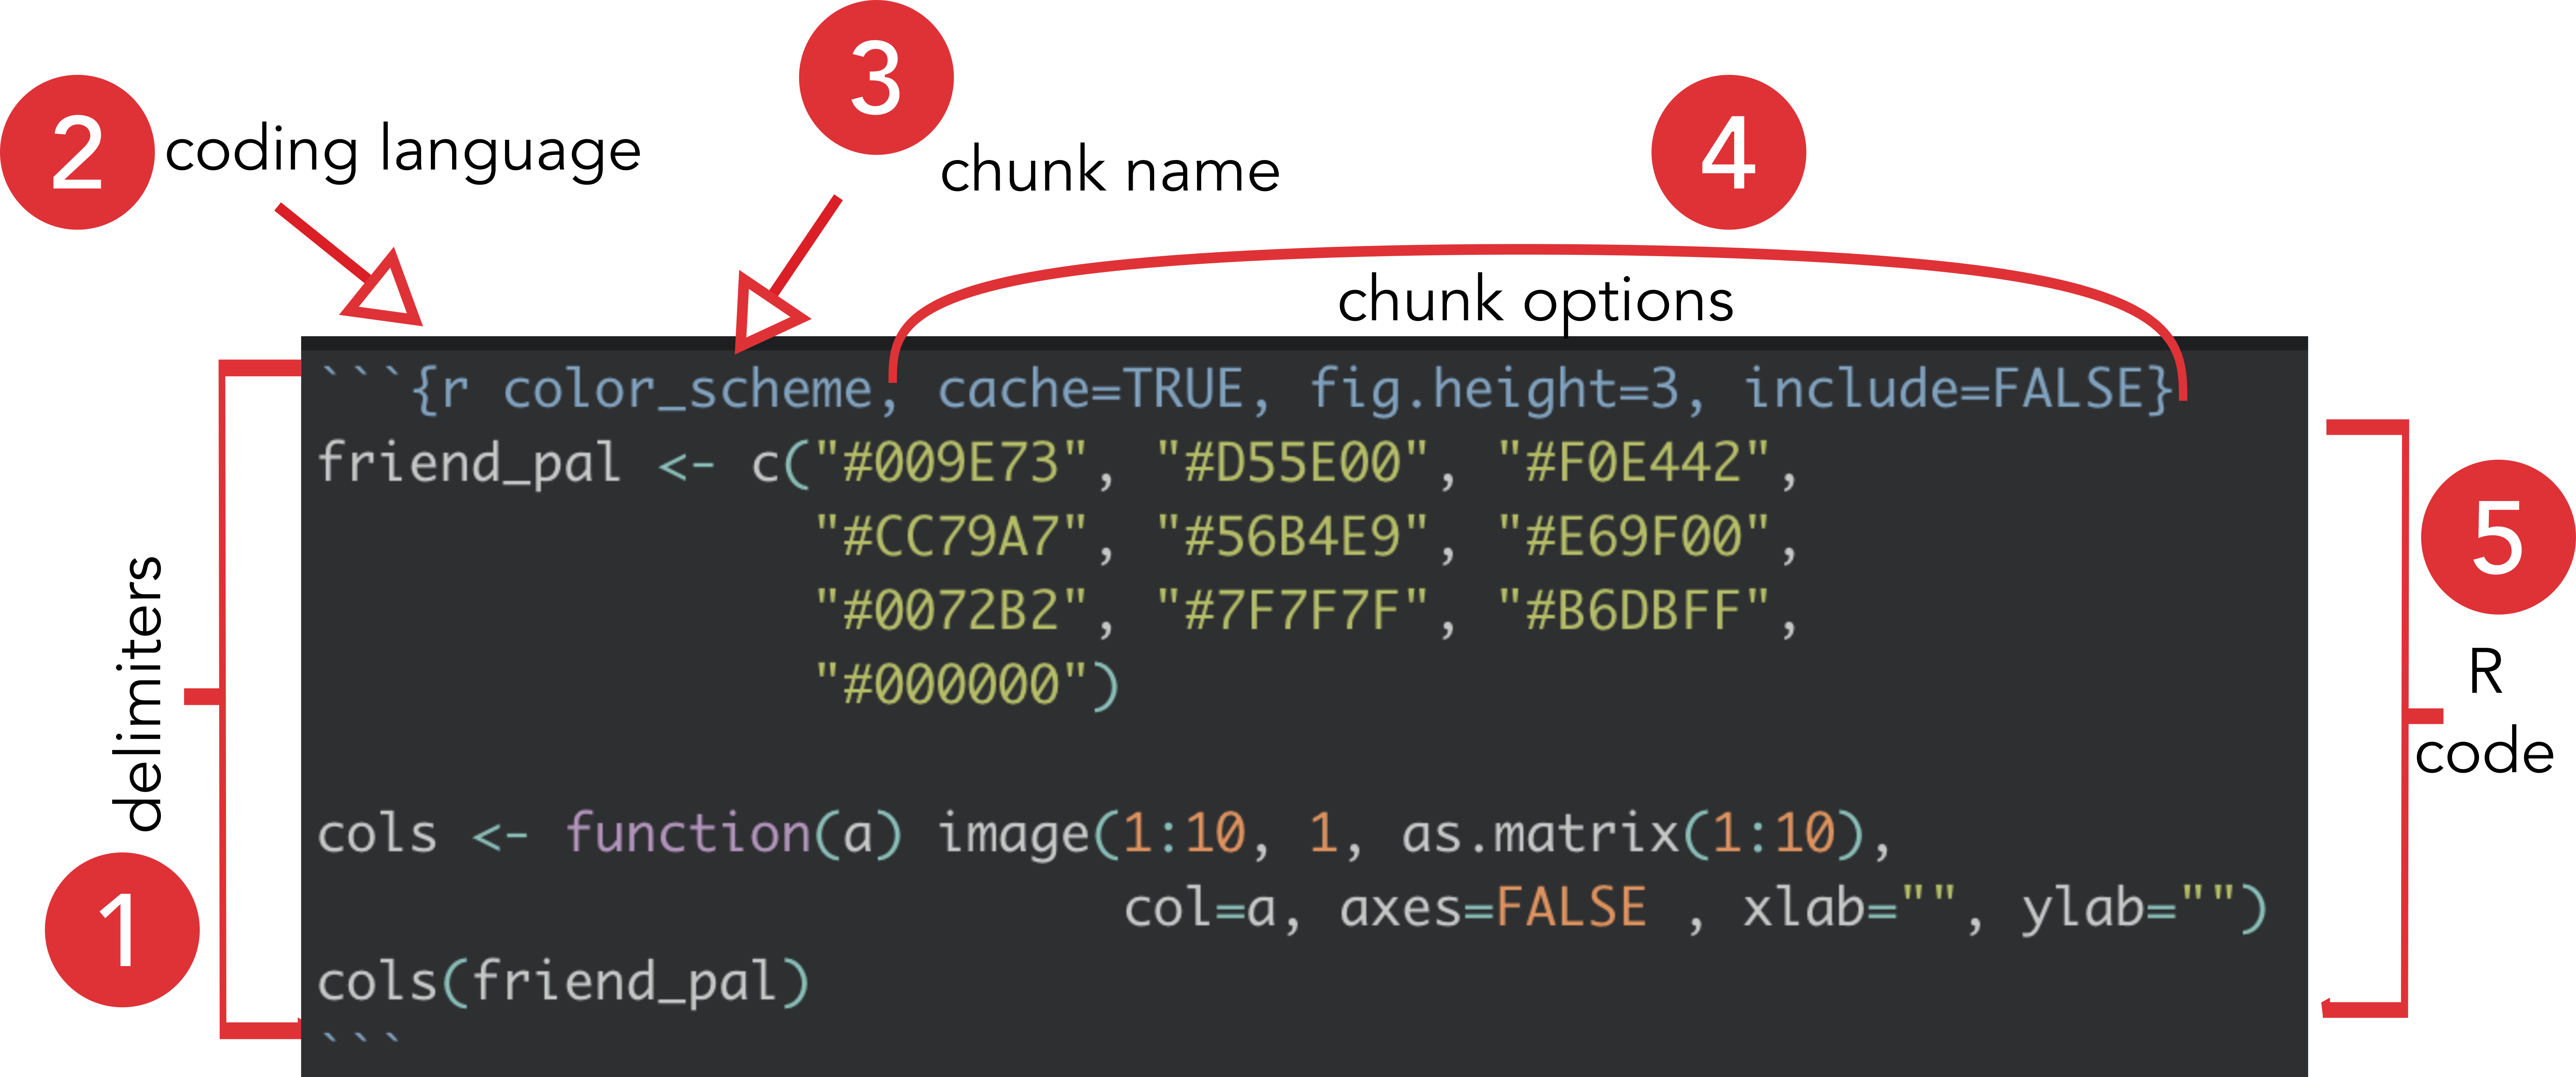 3
2 coding language
chunk name
4
chunk options
```{r color_scheme, cache=TRUE, fig.height=3, include=FALSE}
friend_pal <- c("#009E73", "#D55E00", "#F0E442",
"#CC79A7", "#56B4E9", "#E69F00",
"#0072B2", "#7F7F7F", "#B6DBFF",
"#000000")
cols <- function(a) image(1:10, 1, as.matrix(1:10),
col=a, axes=FALSE , xlab="", ylab="")
cols(friend_pal)
```
delimiters
1
5
R
code